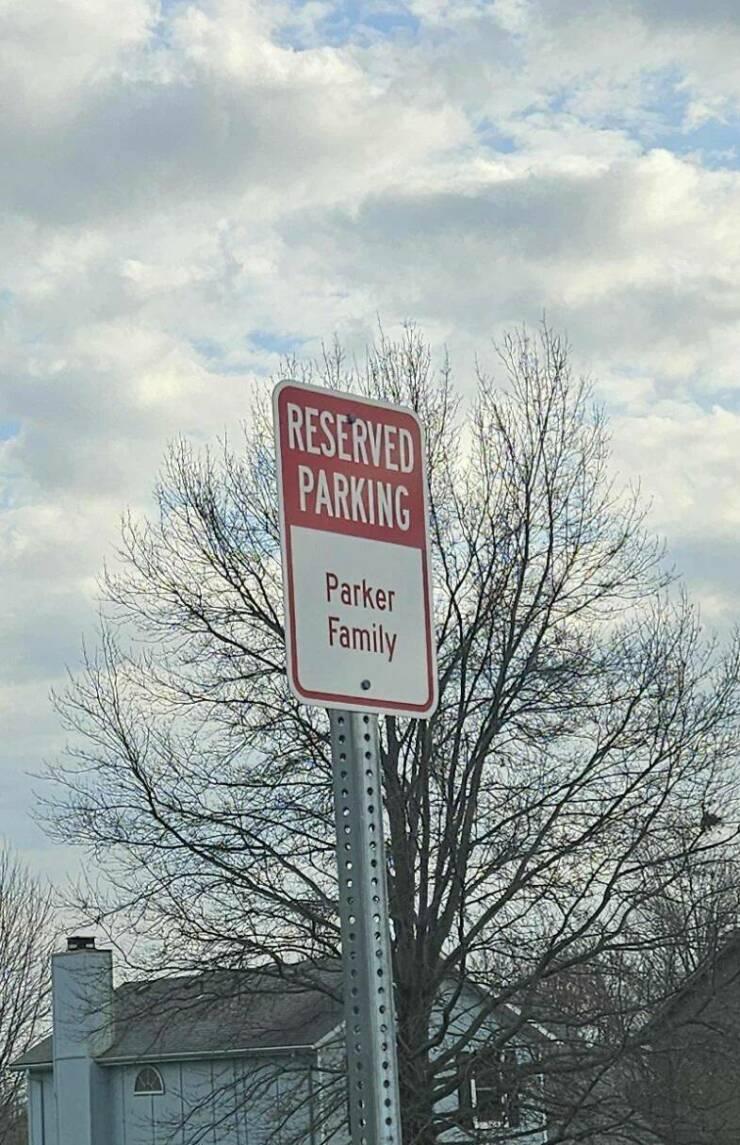 RESERVED
PARKING
Parker
Family